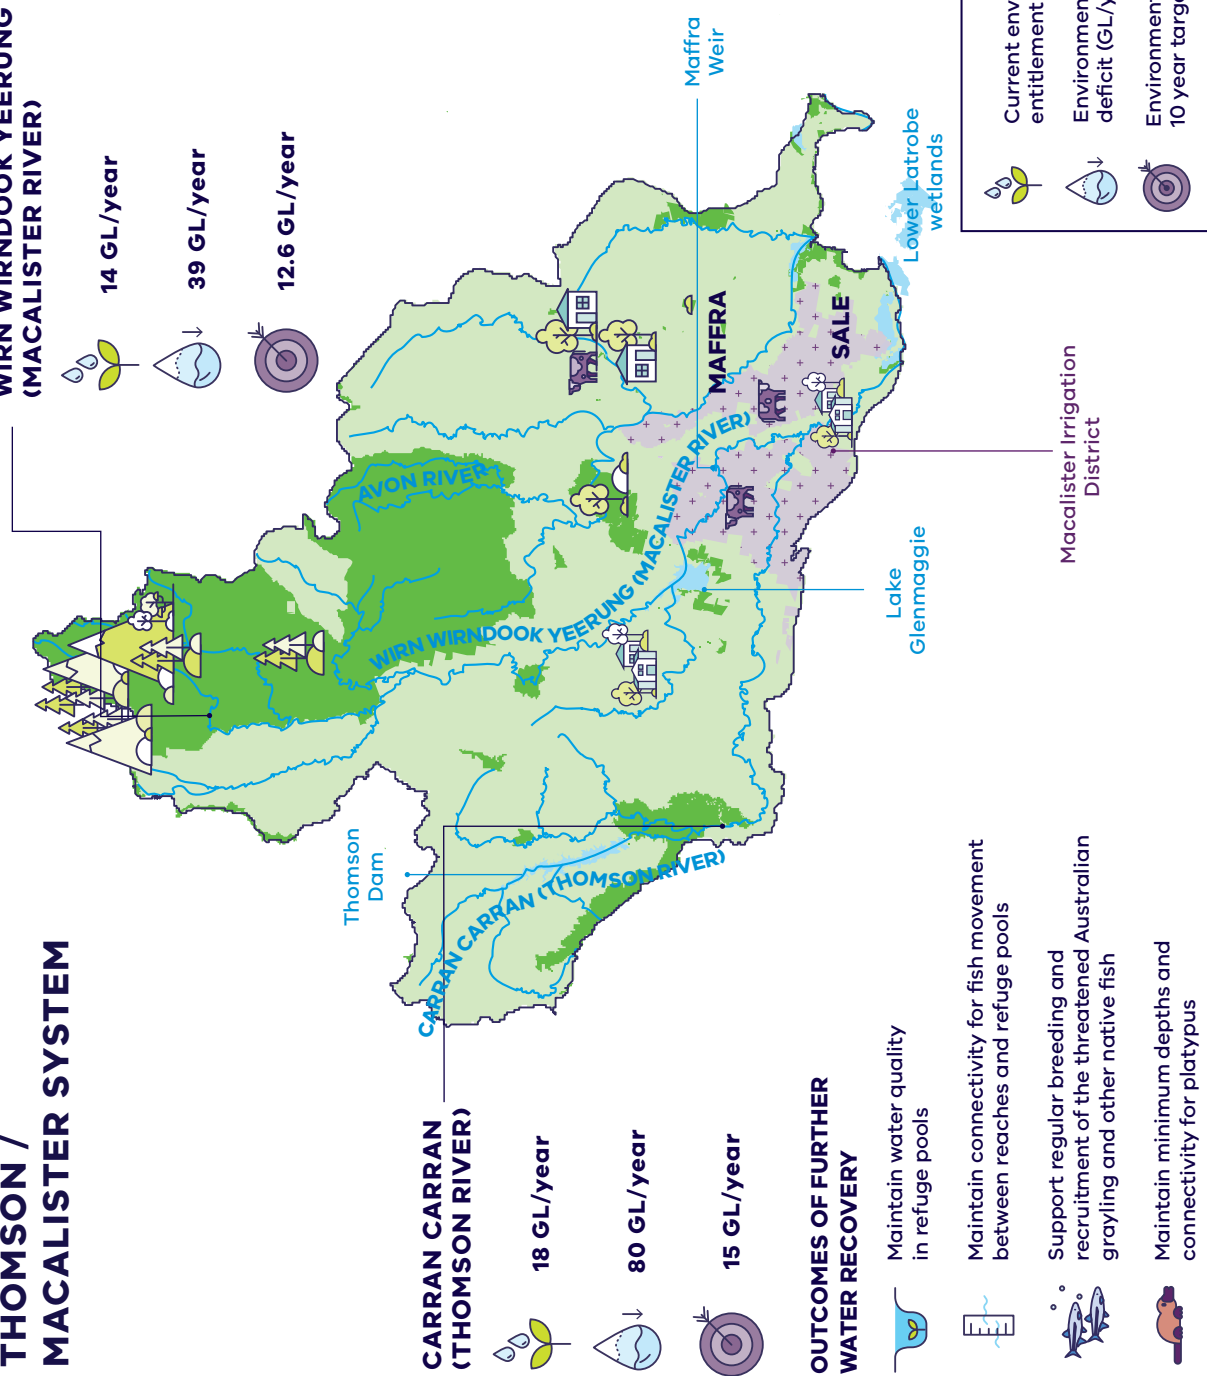 THOMSON /
MACALISTER SYSTEM
WIRN WIRNDOOK YEERUNG
(MACALISTER RIVER)
14 GL/year
39 GL/year
12.6 GL/year
CARRAN CARRAN
(THOMSON RIVER)
18 GL/year
80 GL/year
15 GL/year
Thomson
Dam
CARRAN CARRAN (THOMSON RIVER)
WIRN WIRNDOOK YEERUNG (MACALISTER RIVER)
AVON RIVER
MAFFRA
SALE
Maffra
Weir
Lake
Glenmaggie
Macalister Irrigation
District
Lower Latrobe
wetlands
OUTCOMES OF FURTHER
WATER RECOVERY
Maintain water quality
in refuge pools
Maintain connectivity for fish movement
between reaches and refuge pools
Support regular breeding and
recruitment of the threatened Australian
grayling and other native fish
Maintain minimum depths and
connectivity for platypus
Current
entitlement
deficit
10 year